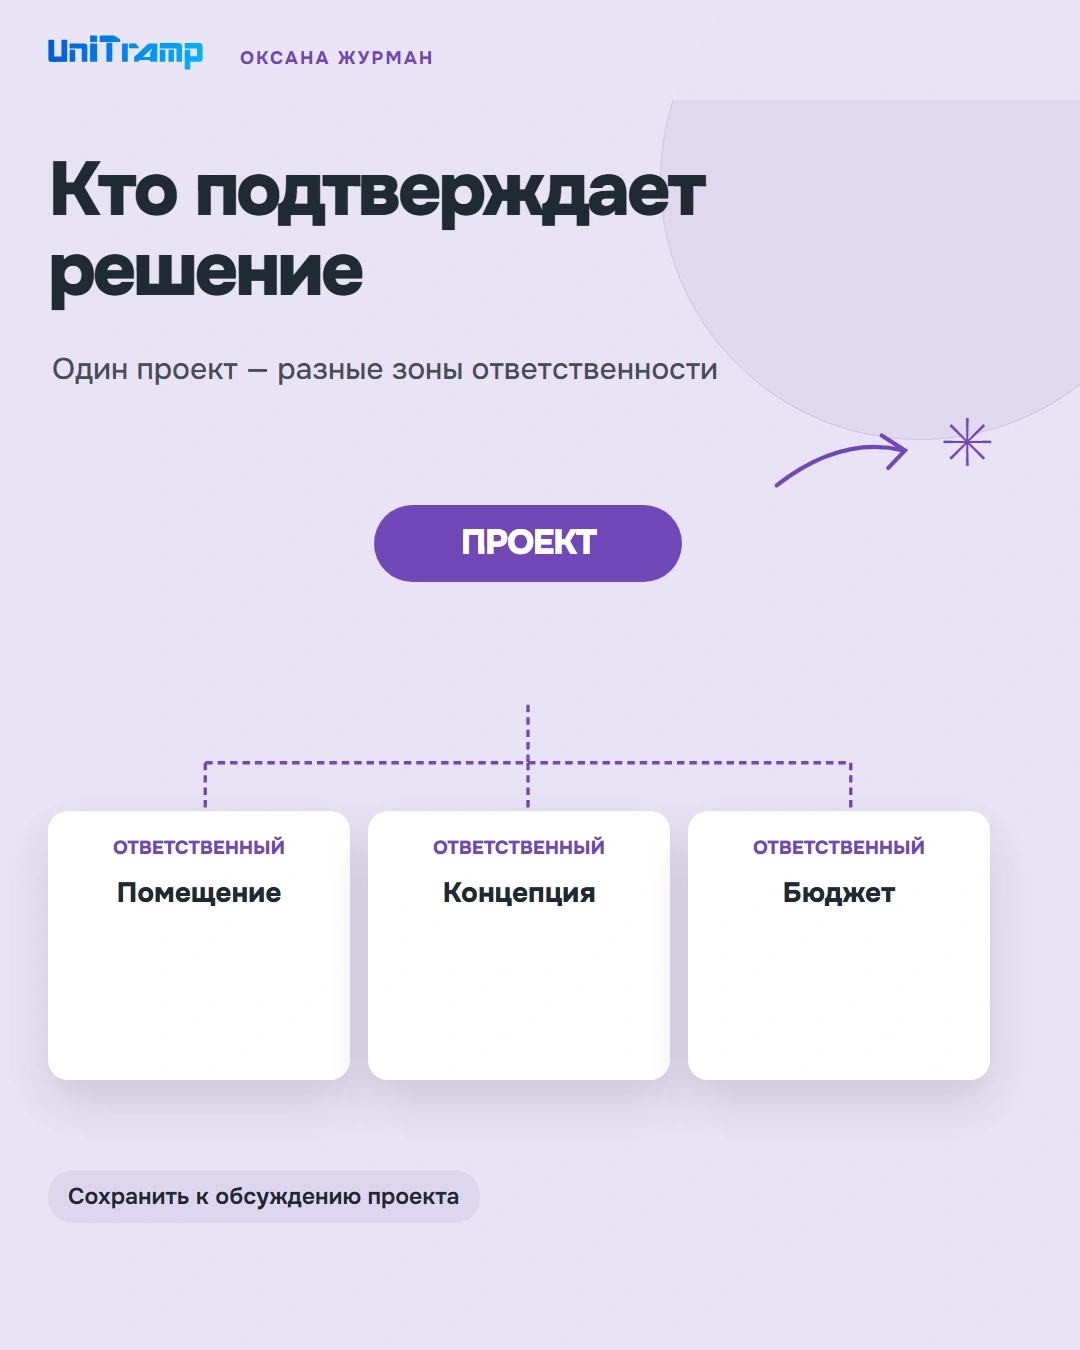 UniTramp
ОКСАНА ЖУРМАН
Кто подтверждает
решение
Один проект — разные зоны ответственности
ПРОЕКТ
ОТВЕТСТВЕННЫЙ
Помещение
ОТВЕТСТВЕННЫЙ
Концепция
ОТВЕТСТВЕННЫЙ
Бюджет
Сохранить к обсуждению проекта